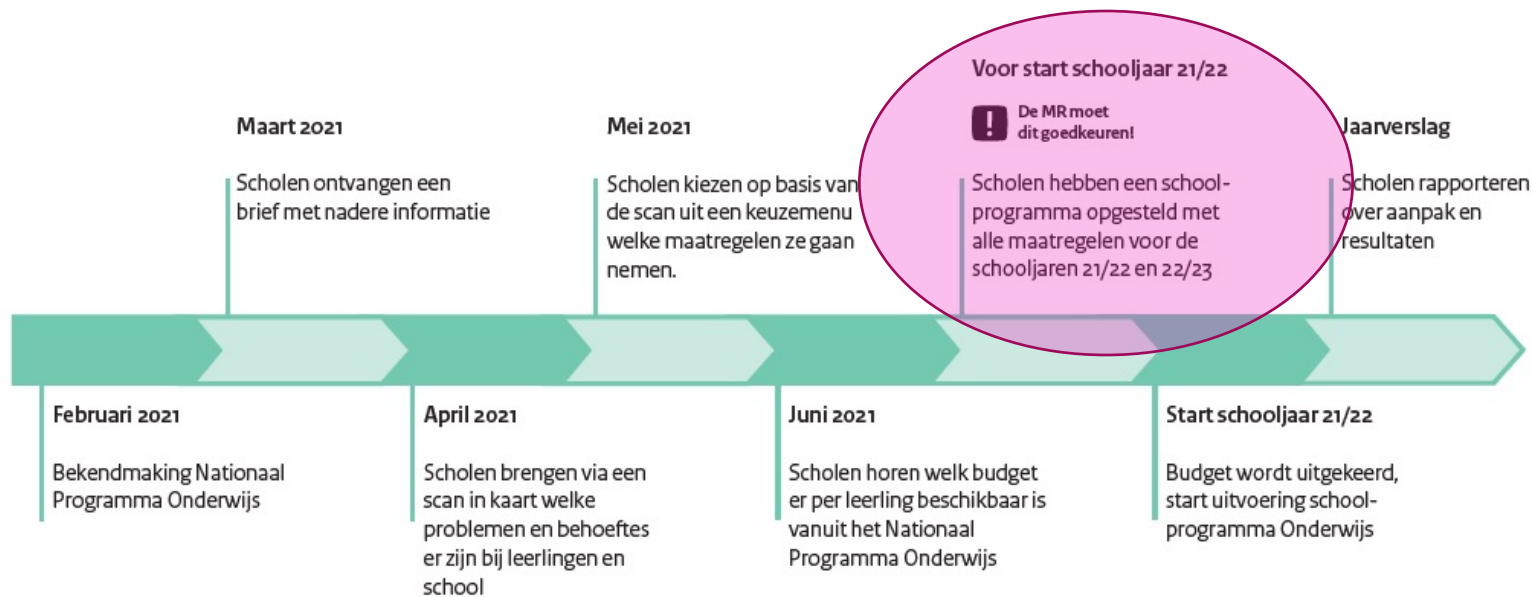 Maart 2021
Scholen ontvangen een
brief met nadere informatie
Mei 2021
Scholen kiezen op basis van
de scan uit een keuzemenu
welke maatregelen ze gaan
nemen.
Voor start schooljaar 21/22
! De MR moet
dit goedkeuren!
Scholen hebben een school-
programma opgesteld met
alle maatregelen voor de
schooljaren 21/22 en 22/23
Jaarverslag
Scholen rapporteren
over aanpak en
resultaten
Februari 2021
Bekendmaking Nationaal
Programma Onderwijs
April 2021
Scholen brengen via een
scan in kaart welke
problemen en behoeftes
er zijn bij leerlingen en
school
Juni 2021
Scholen horen welk budget
er per leerling beschikbaar is
vanuit het Nationaal
Programma Onderwijs
Start schooljaar 21/22
Budget wordt uitgekeerd,
start uitvoering school-
programma Onderwijs